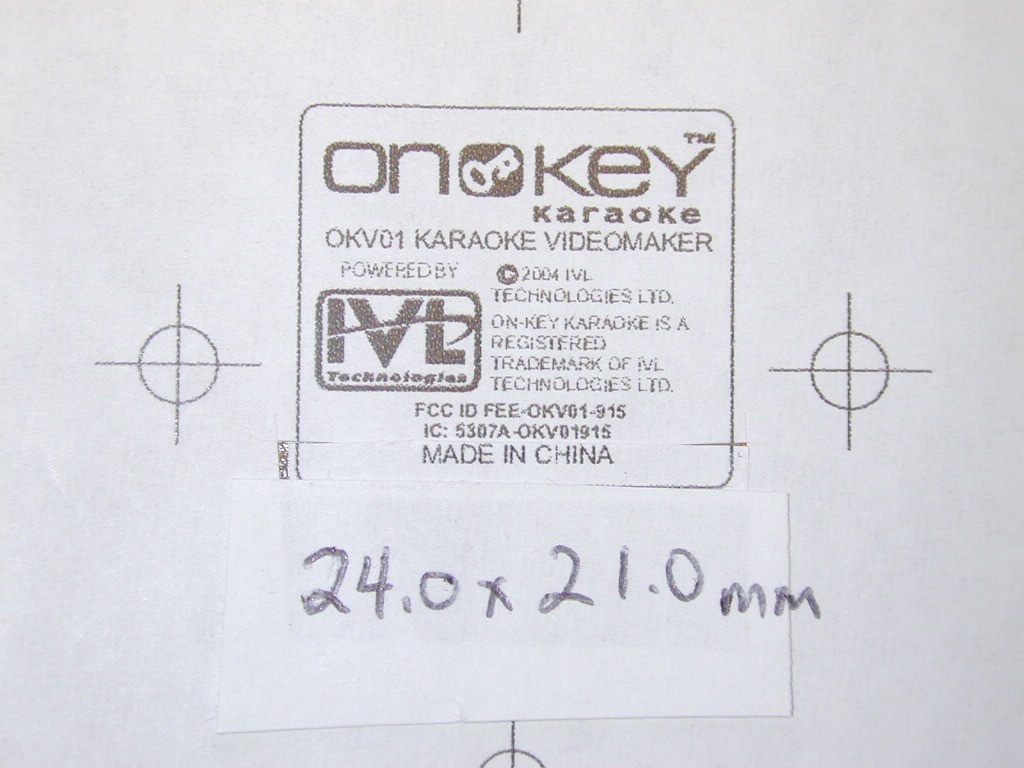 ON KEY™
Karaoke
OKV01 KARAOKE VIDEOMAKER
POWERED BY
IVL
Technologies
©2004 IVL
TECHNOLOGIES LTD.
ON-KEY KARAOKE IS A
REGISTERED
TRADEMARK OF IVL
TECHNOLOGIES LTD.
FCC ID FEE-OKV01-915
IC: 5307A-OKV01915
MADE IN CHINA
24.0 x 21.0 mm